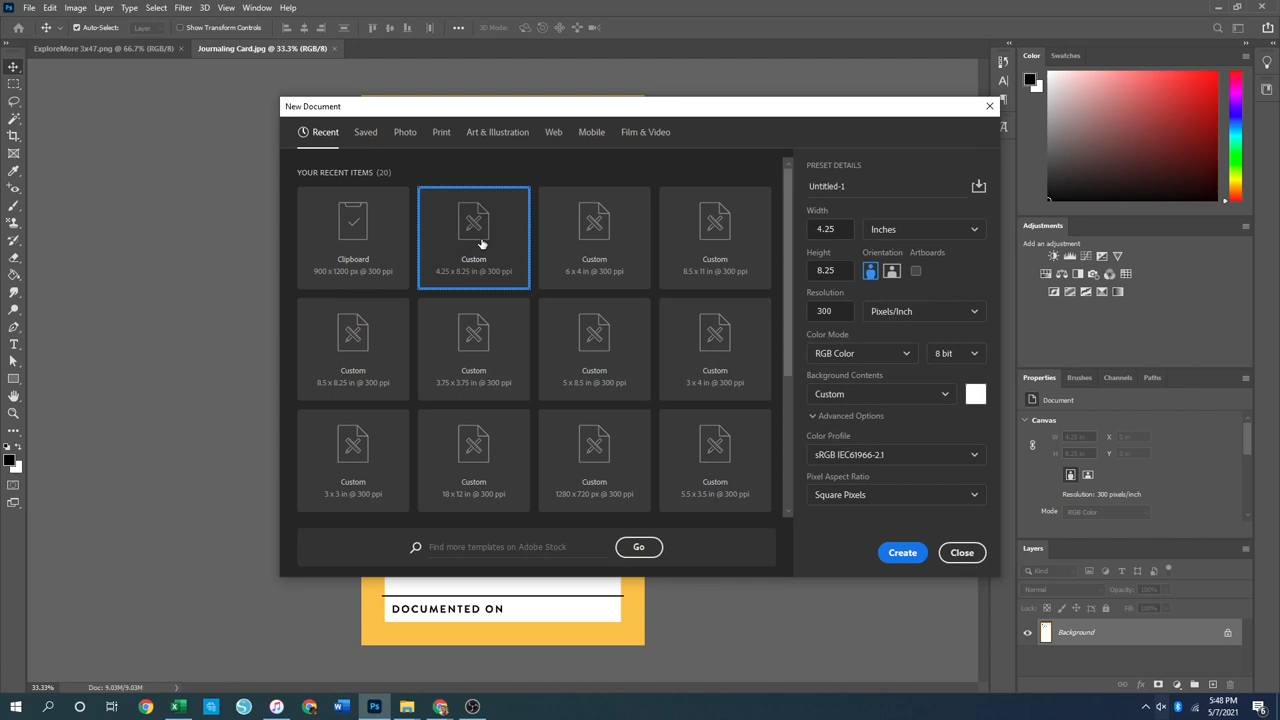 Ps File Edit Image Layer Type Select Filter 3D View Window Help
Auto-Select: Layer Show Transform Controls 3D Mode:
ExploreMore 3x47.png @ 66.7% (RGB/8) × Journaling Card.jpg @ 33.3% (RGB/8) ×
New Document
Recent Saved Photo Print Art & Illustration Web Mobile Film & Video
YOUR RECENT ITEMS (20)
Clipboard
900 x 1200 px @ 300 ppi
Custom
4.25 x 8.25 in @ 300 ppi
Custom
6 x 4 in @ 300 ppi
Custom
8.5 x 11 in @ 300 ppi
Custom
8.5 x 8.25 in @ 300 ppi
Custom
3.75 x 3.75 in @ 300 ppi
Custom
5 x 8.5 in @ 300 ppi
Custom
3 x 4 in @ 300 ppi
Custom
3 x 3 in @ 300 ppi
Custom
18 x 12 in @ 300 ppi
Custom
1280 x 720 px @ 300 ppi
Custom
5.5 x 3.5 in @ 300 ppi
Find more templates on Adobe Stock Go
PRESET DETAILS
Untitled-1
Width
4.25 Inches
Height Orientation Artboards
8.25
Resolution
300 Pixels/Inch
Color Mode
RGB Color 8 bit
Background Contents
Custom
Advanced Options
Color Profile
sRGB IEC61966-2.1
Pixel Aspect Ratio
Square Pixels
Create Close
DOCUMENTED ON
Color Swatches
Adjustments
Add an adjustment
Properties Brushes Channels Paths
Document
Canvas
W 4.25 in X 0 in
H 8.25 in Y 0 in
Resolution: 300 pixels/inch
Mode RGB Color
Layers
Kind
Normal Opacity: 100%
Lock: Fill: 100%
Background
33.33% Doc: 9.03M/9.03M
5:48 PM
5/7/2021